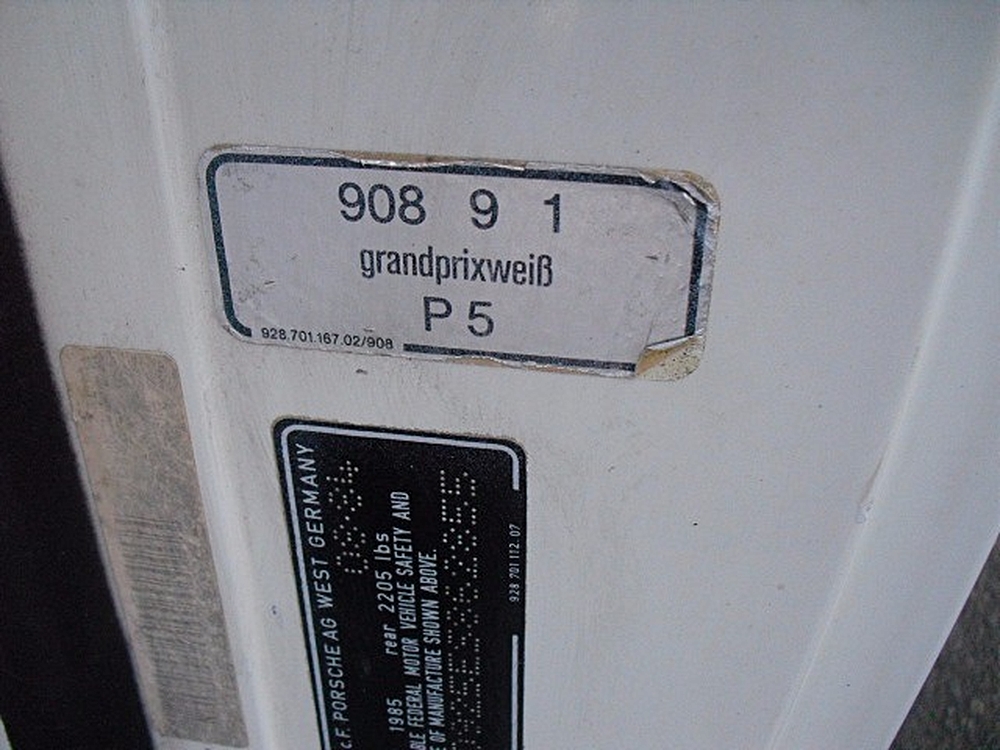 908 9 1
grandprixweiß
P 5
928.701.167.02/908
c.F. PORSCHE AG WEST GERMANY
1985 rear 2205 lbs
BLE FEDERAL MOTOR VEHICLE SAFETY AND
E OF MANUFACTURE SHOWN ABOVE.
928 701 112 07